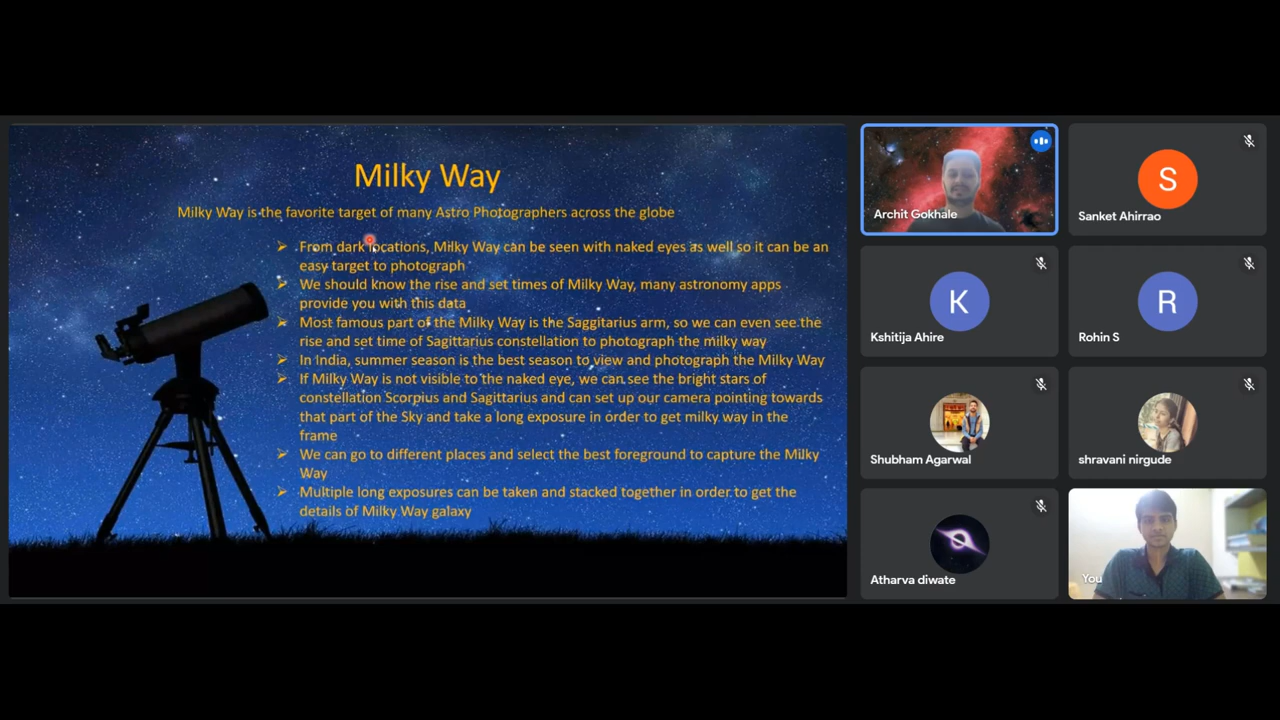 Milky Way
Milky Way is the favorite target of many Astro Photographers across the globe
➢ From dark locations, Milky Way can be seen with naked eyes as well so it can be an
easy target to photograph
➢ We should know the rise and set times of Milky Way, many astronomy apps
provide you with this data
➢ Most famous part of the Milky Way is the Saggitarius arm, so we can even see the
rise and set time of Sagittarius constellation to photograph the milky way
➢ In India, summer season is the best season to view and photograph the Milky Way
➢ If Milky Way is not visible to the naked eye, we can see the bright stars of
constellation Scorpius and Sagittarius and can set up our camera pointing towards
that part of the Sky and take a long exposure in order to get milky way in the
frame
➢ We can go to different places and select the best foreground to capture the Milky
Way
➢ Multiple long exposures can be taken and stacked together in order to get the
details of Milky Way galaxy
Archit Gokhale
S
Sanket Ahirrao
K
Kshitija Ahire
R
Rohin S
Shubham Agarwal
shravani nirgude
Atharva diwate
You